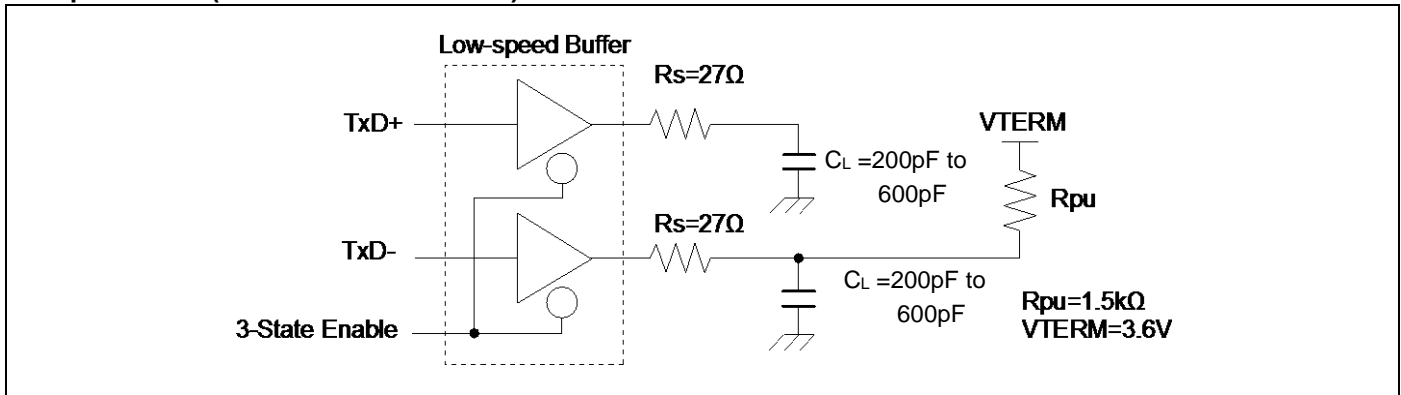 Low-speed Buffer
Rs=27Ω
TxD+
VTERM
CL =200pF to
600pF
Rpu
Rs=27Ω
TxD-
CL =200pF to
600pF
Rpu=1.5kΩ
VTERM=3.6V
3-State Enable